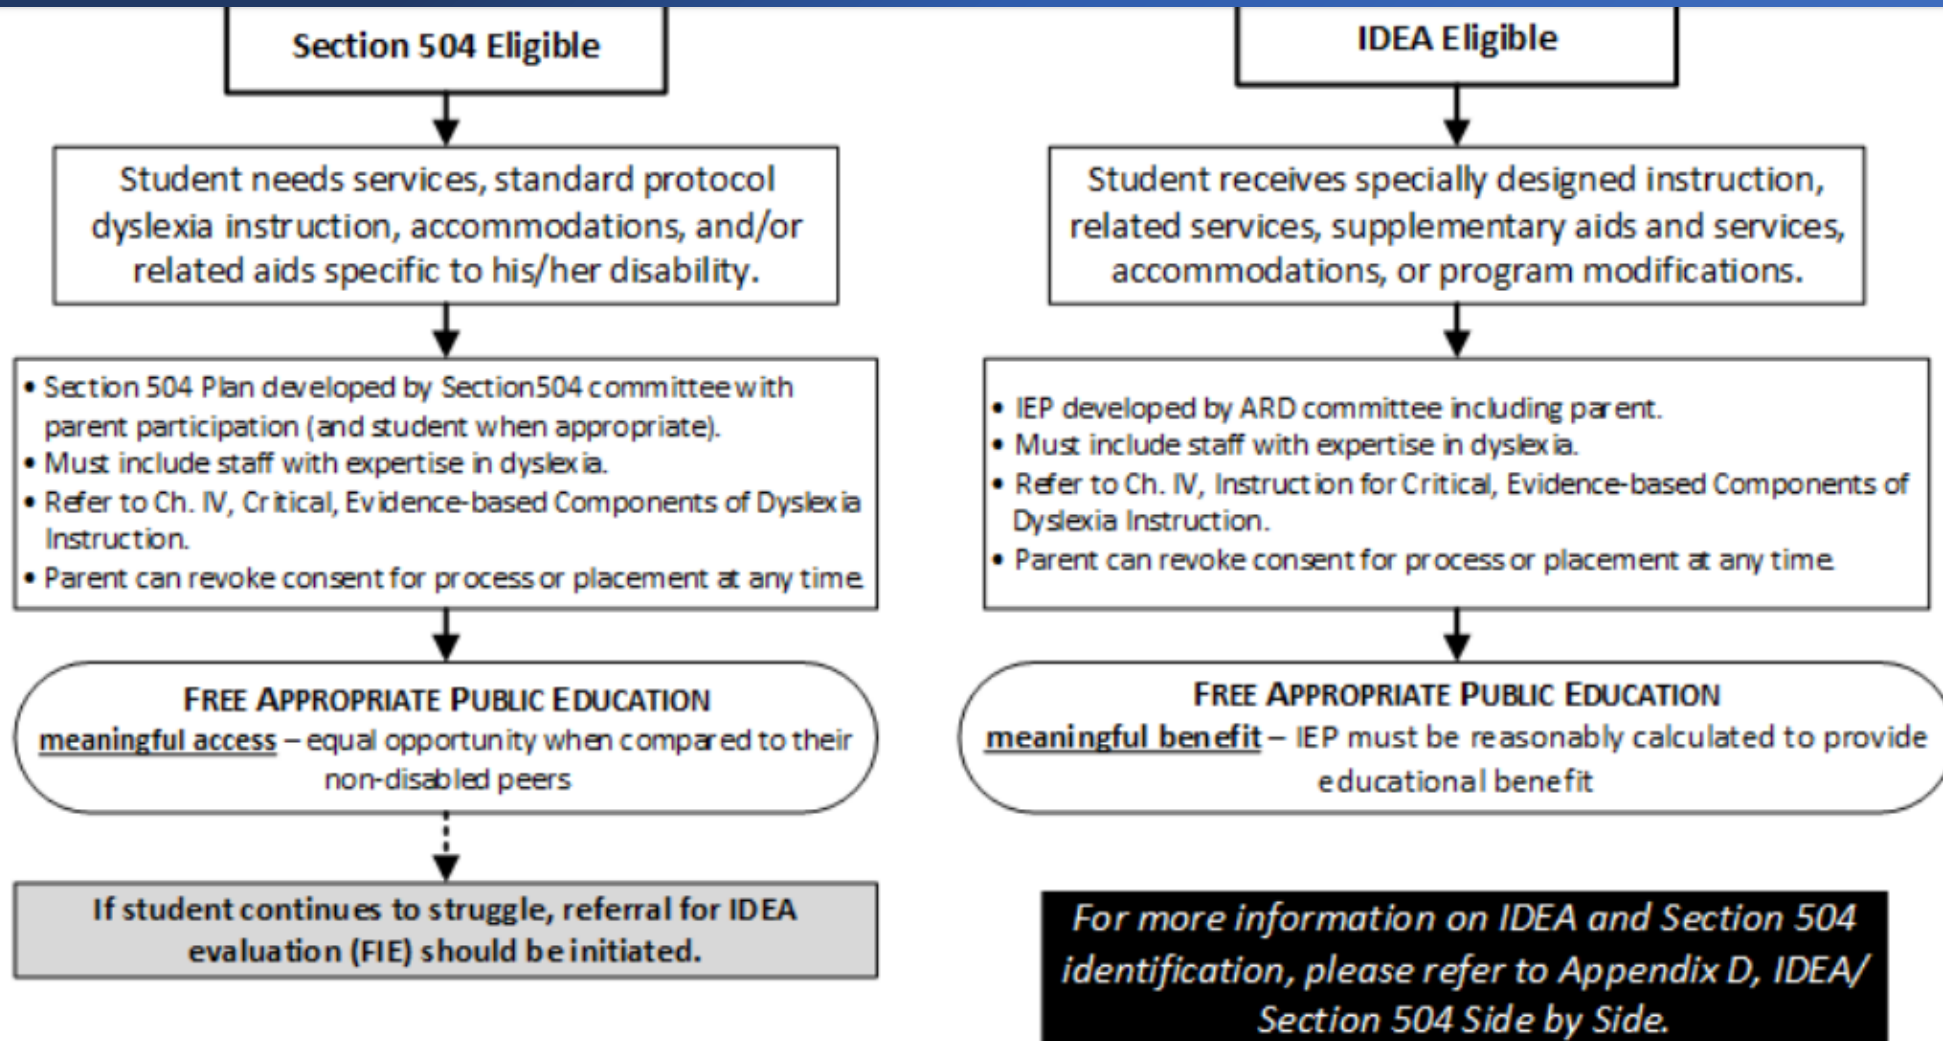 Section 504 Eligible
Student needs services, standard protocol
dyslexia instruction, accommodations, and/or
related aids specific to his/her disability.
• Section 504 Plan developed by Section504 committee with
parent participation (and student when appropriate).
• Must include staff with expertise in dyslexia.
• Refer to Ch. IV, Critical, Evidence-based Components of Dyslexia
Instruction.
• Parent can revoke consent for process or placement at any time.
FREE APPROPRIATE PUBLIC EDUCATION
meaningful access – equal opportunity when compared to their
non-disabled peers
If student continues to struggle, referral for IDEA
evaluation (FIE) should be initiated.
IDEA Eligible
Student receives specially designed instruction,
related services, supplementary aids and services,
accommodations, or program modifications.
• IEP developed by ARD committee including parent.
• Must include staff with expertise in dyslexia.
• Refer to Ch. IV, Instruction for Critical, Evidence-based Components of
Dyslexia Instruction.
• Parent can revoke consent for process or placement at any time.
FREE APPROPRIATE PUBLIC EDUCATION
meaningful benefit – IEP must be reasonably calculated to provide
educational benefit
For more information on IDEA and Section 504
identification, please refer to Appendix D, IDEA/
Section 504 Side by Side.